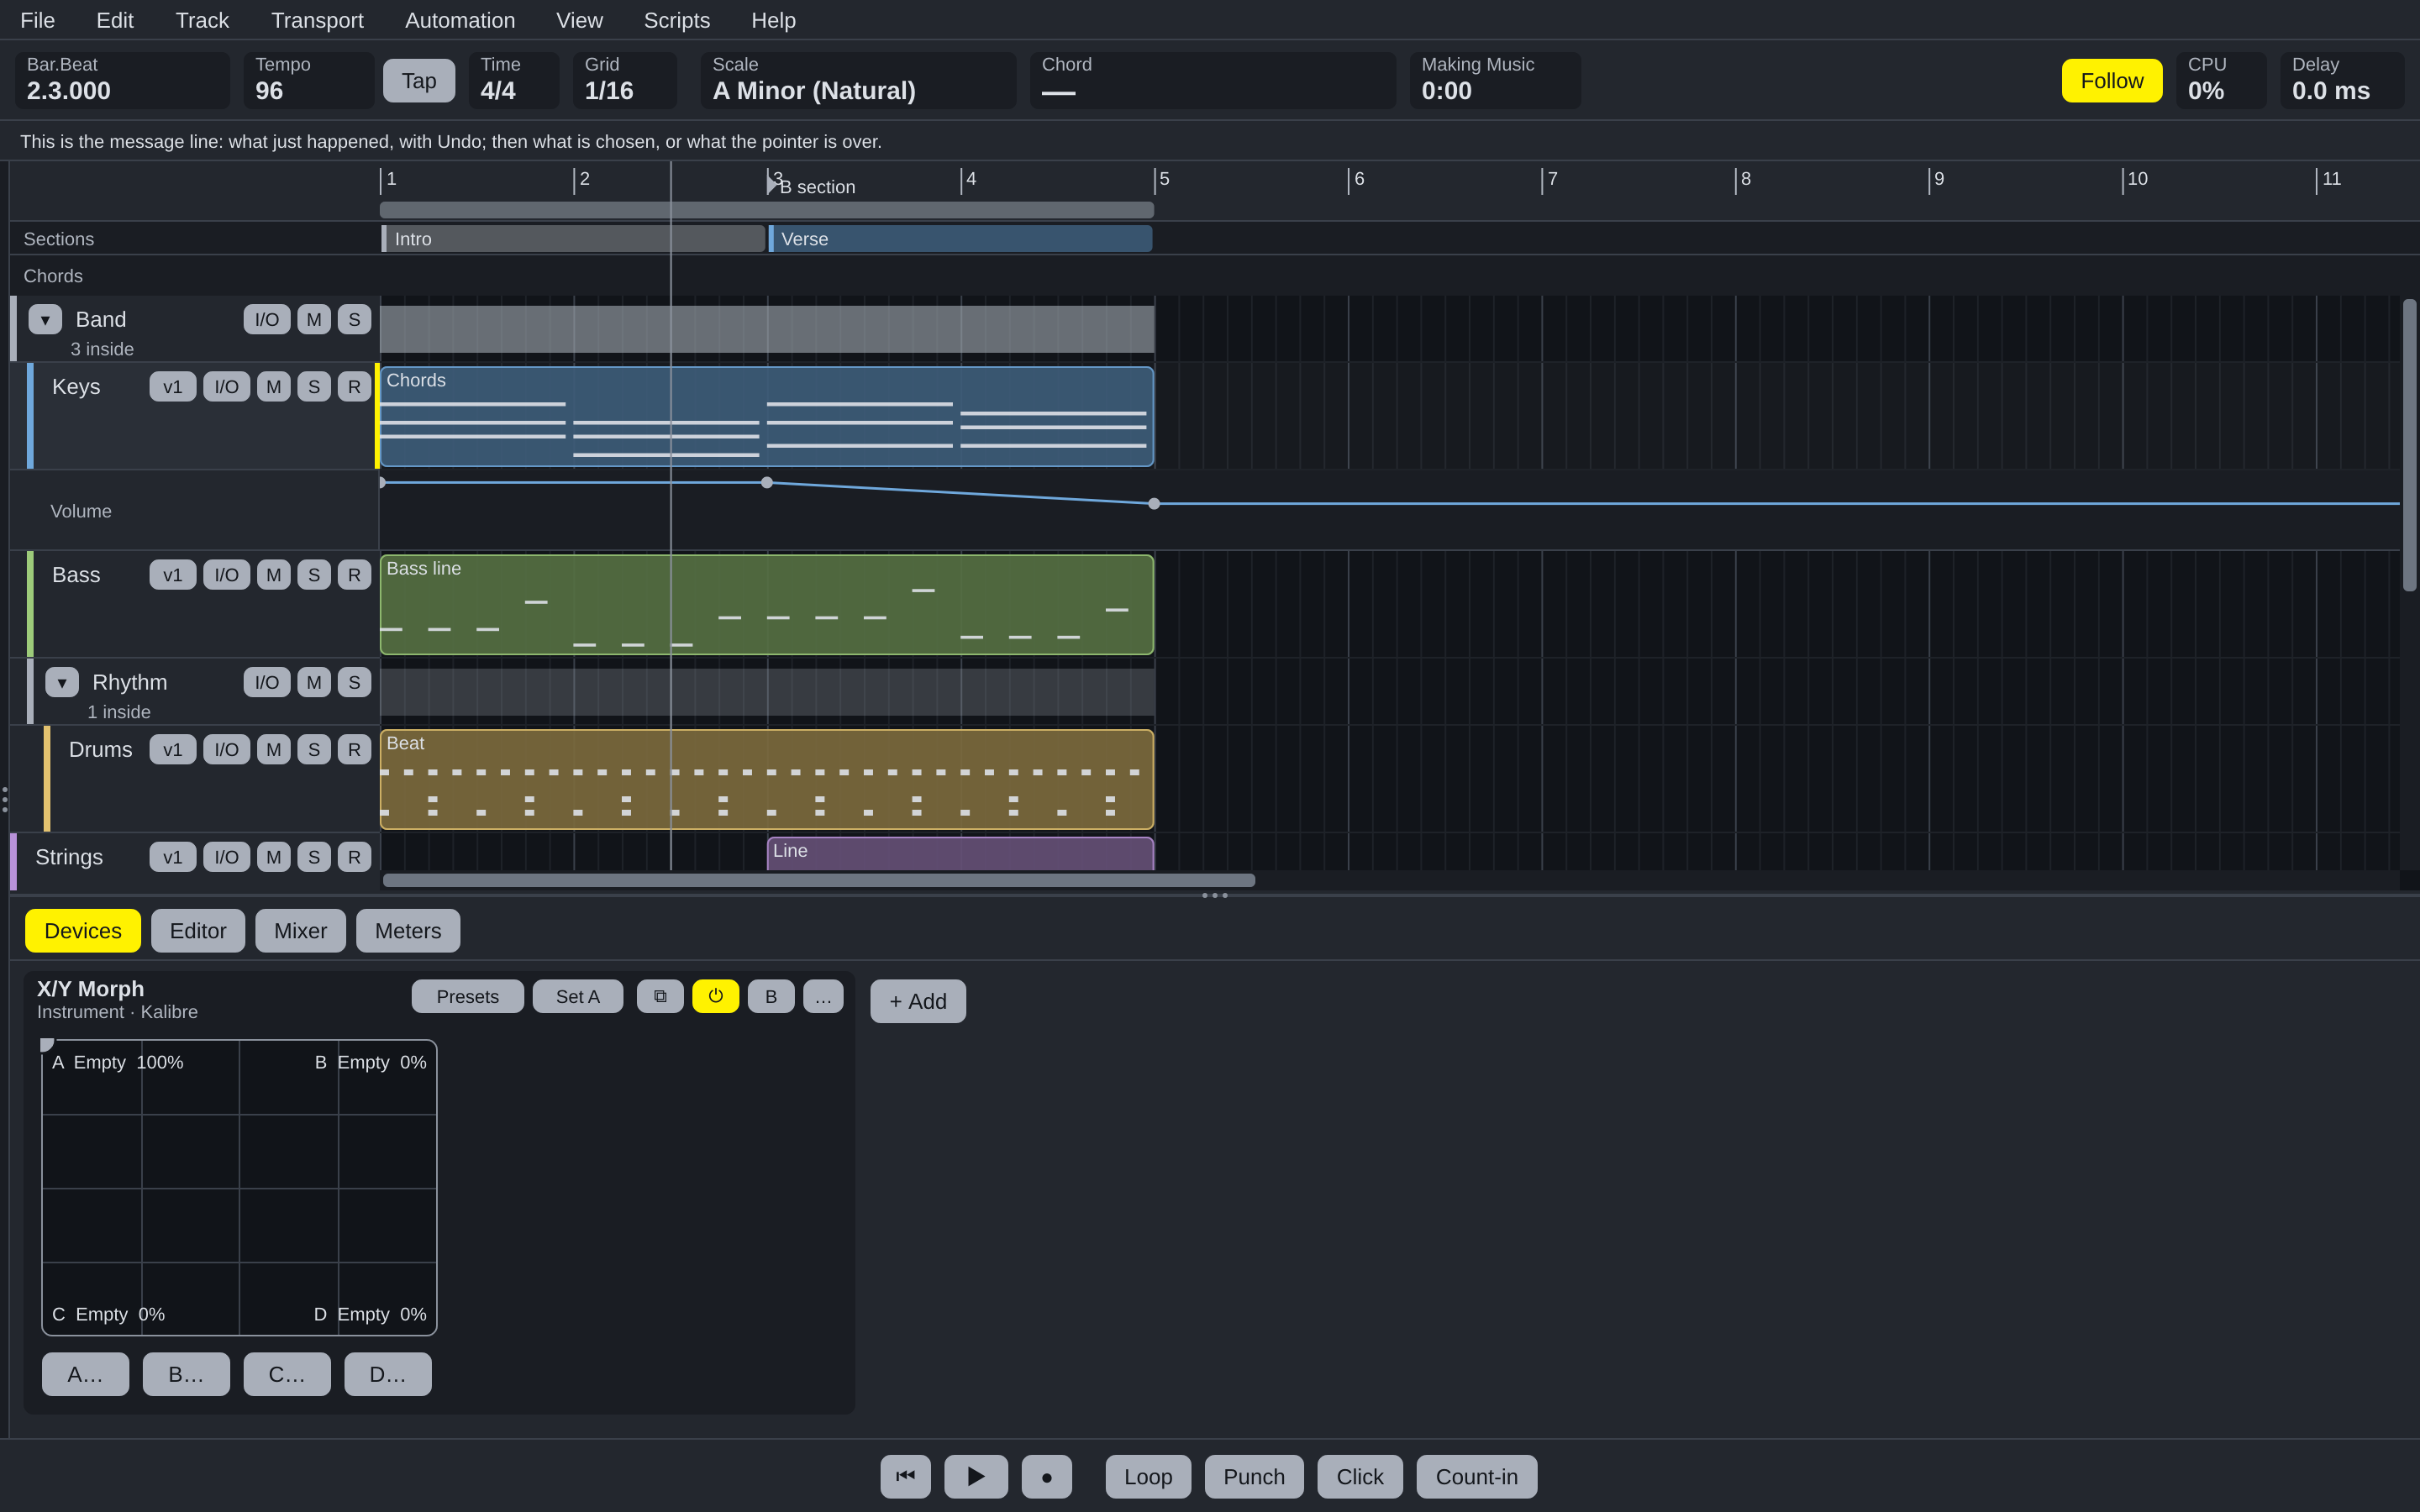 File Edit Track Transport Automation View Scripts Help
Bar.Beat Tempo Time Grid Scale Chord Making Music CPU Delay
2.3.000 96 Tap 4/4 1/16 A Minor (Natural) — 0:00 Follow 0% 0.0 ms
This is the message line: what just happened, with Undo; then what is chosen, or what the pointer is over.
1 2 3 4 5 6 7 8 9 10 11
B section
Sections Intro Verse
Chords
▾ Band I/O M S
3 inside
Keys v1 I/O M S R Chords
Volume
Bass v1 I/O M S R Bass line
▾ Rhythm I/O M S
1 inside
Drums v1 I/O M S R Beat
Strings v1 I/O M S R Line
Devices Editor Mixer Meters
X/Y Morph Presets Set A B … + Add
Instrument · Kalibre
A Empty 100% B Empty 0%
C Empty 0% D Empty 0%
A… B… C… D…
Loop Punch Click Count-in